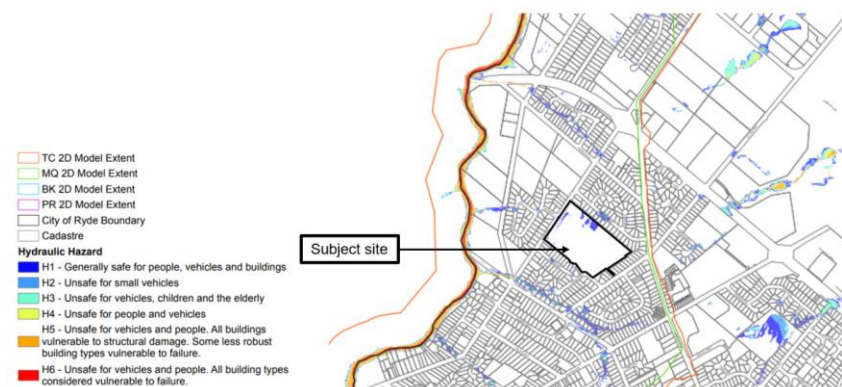 TC 2D Model Extent
MQ 2D Model Extent
BK 2D Model Extent
PR 2D Model Extent
City of Ryde Boundary
Cadastre
Hydraulic Hazard
H1 - Generally safe for people, vehicles and buildings
H2 - Unsafe for small vehicles
H3 - Unsafe for vehicles, children and the elderly
H4 - Unsafe for people and vehicles
H5 - Unsafe for vehicles and people. All buildings
vulnerable to structural damage. Some less robust
building types vulnerable to failure.
H6 - Unsafe for vehicles and people. All building types
considered vulnerable to failure.
Subject site